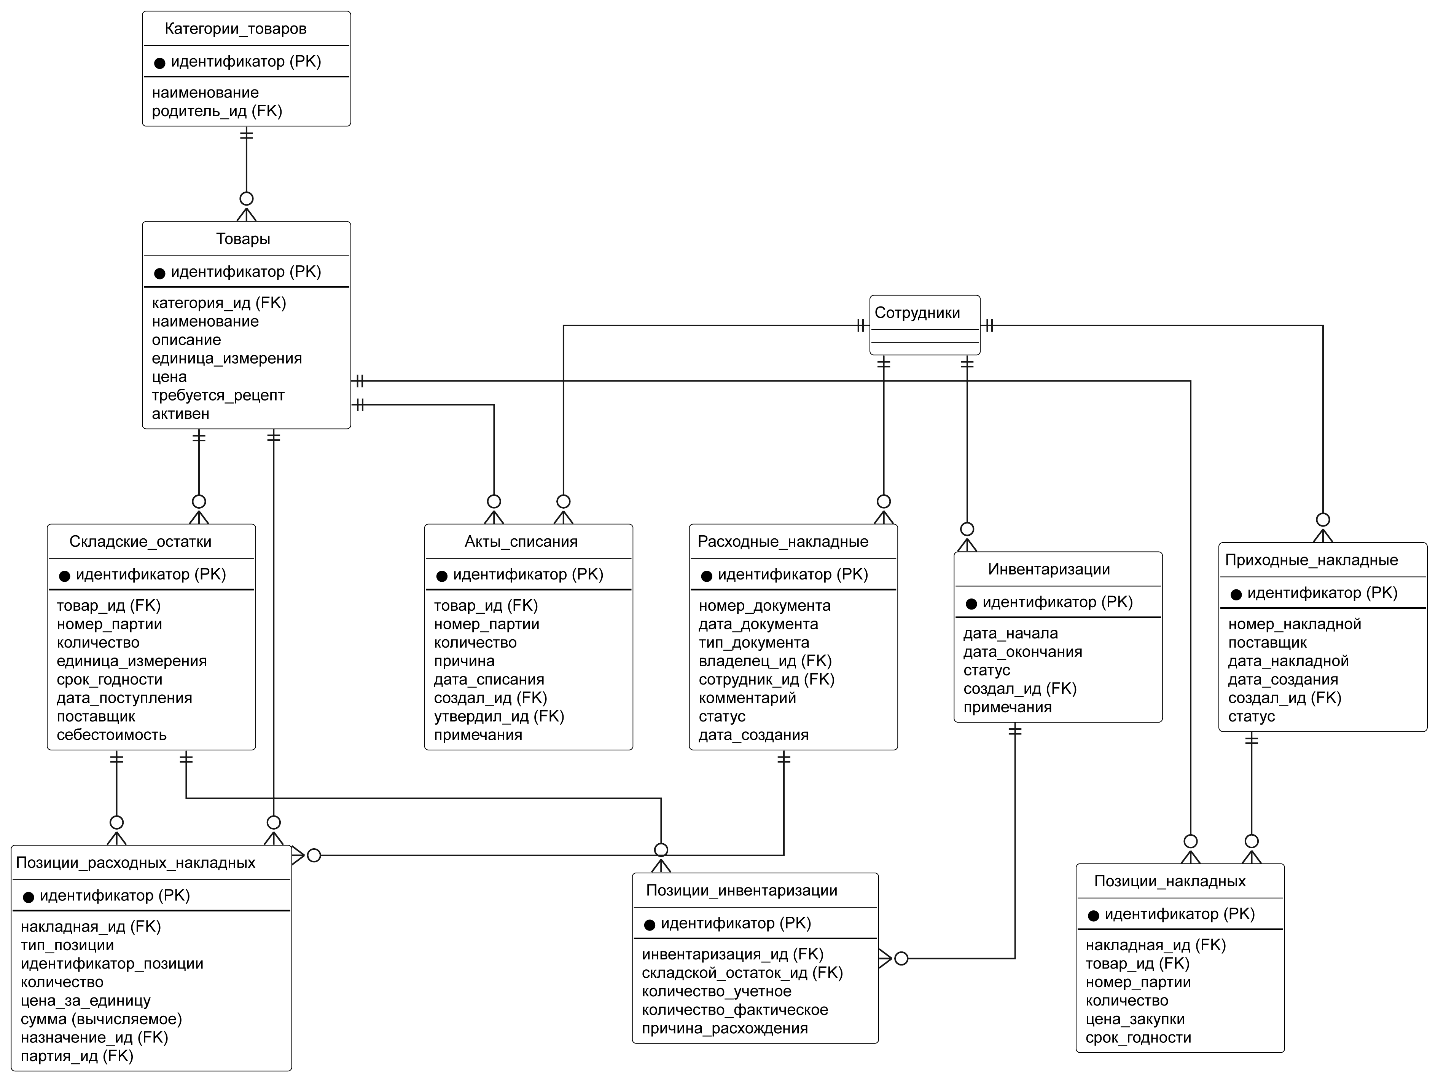 Категории_товаров
идентификатор (PK)
наименование
родитель_ид (FK)
Товары
идентификатор (PK)
категория_ид (FK)
наименование
описание
единица_измерения
цена
требуется_рецепт
активен
Сотрудники
Складские_остатки
идентификатор (PK)
товар_ид (FK)
номер_партии
количество
единица_измерения
срок_годности
дата_поступления
поставщик
себестоимость
Акты_списания
идентификатор (PK)
товар_ид (FK)
номер_партии
количество
причина
дата_списания
создал_ид (FK)
утвердил_ид (FK)
примечания
Расходные_накладные
идентификатор (PK)
номер_документа
дата_документа
тип_документа
владелец_ид (FK)
сотрудник_ид (FK)
комментарий
статус
дата_создания
Инвентаризации
идентификатор (PK)
дата_начала
дата_окончания
статус
создал_ид (FK)
примечания
Приходные_накладные
идентификатор (PK)
номер_накладной
поставщик
дата_накладной
дата_создания
создал_ид (FK)
статус
Позиции_расходных_накладных
идентификатор (PK)
накладная_ид (FK)
тип_позиции
идентификатор_позиции
количество
цена_за_единицу
сумма (вычисляемое)
назначение_ид (FK)
партия_ид (FK)
Позиции_инвентаризации
идентификатор (PK)
инвентаризация_ид (FK)
складской_остаток_ид (FK)
количество_учетное
количество_фактическое
причина_расхождения
Позиции_накладных
идентификатор (PK)
накладная_ид (FK)
товар_ид (FK)
номер_партии
количество
цена_закупки
срок_годности